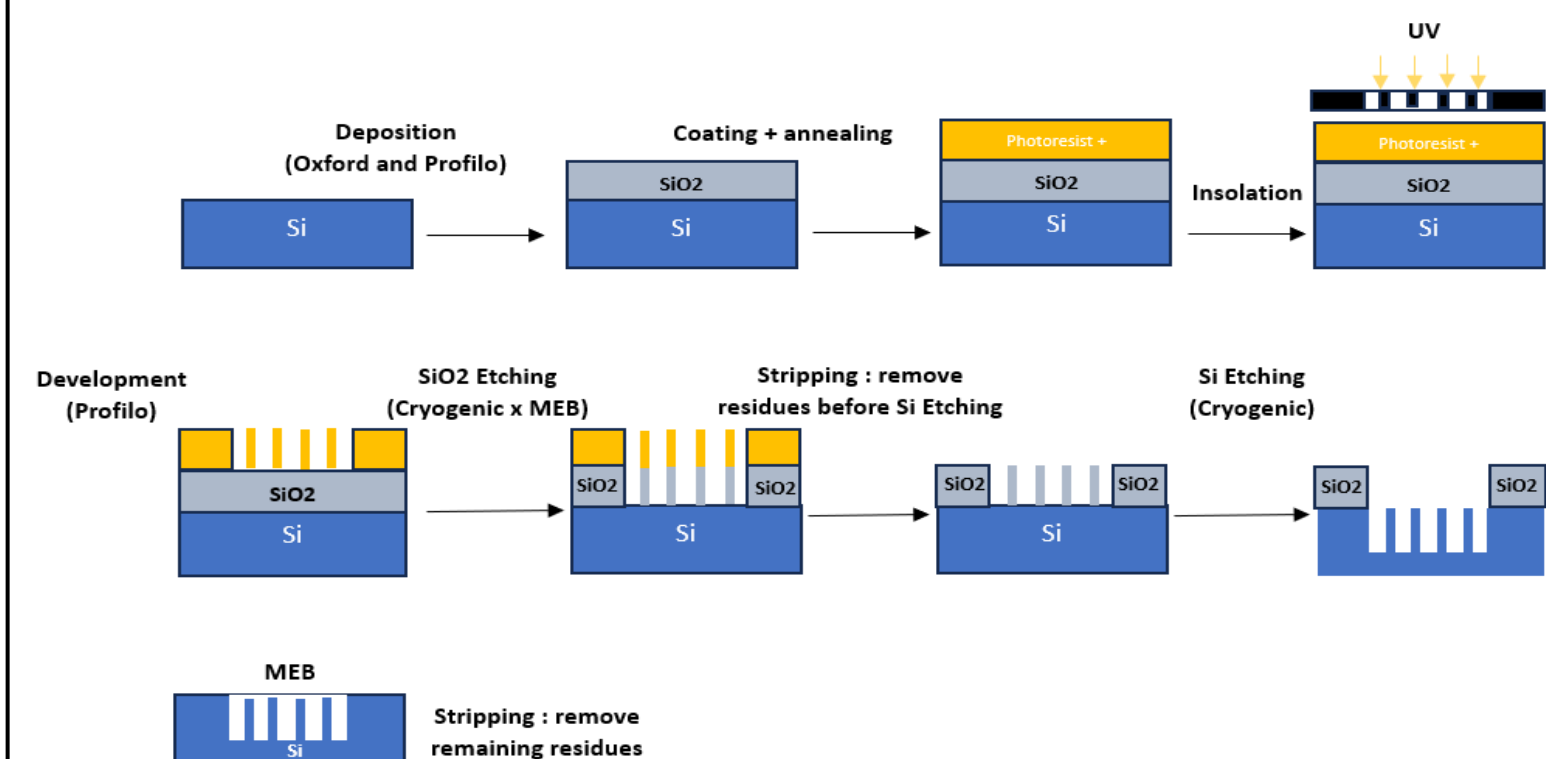 UV
Deposition
(Oxford and Profilo)
Coating + annealing
Photoresist +
Photoresist +
SiO2
SiO2
SiO2
Insolation
Si
Si
Si
Si
Development
(Profilo)
SiO2 Etching
(Cryogenic x MEB)
Stripping : remove
residues before Si Etching
Si Etching
(Cryogenic)
SiO2
SiO2
SiO2
SiO2
SiO2
SiO2
SiO2
Si
Si
Si
MEB
Stripping : remove
remaining residues
Si